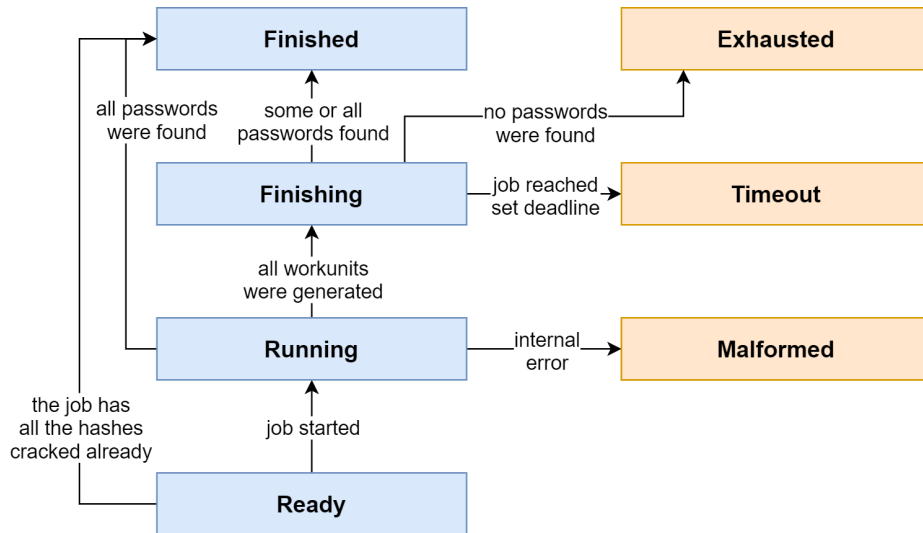 Finished
Exhausted
all passwords
were found
some or all
passwords found
no passwords
were found
Finishing
job reached
set deadline
Timeout
all workunits
were generated
Running
internal
error
Malformed
the job has
all the hashes
cracked already
job started
Ready